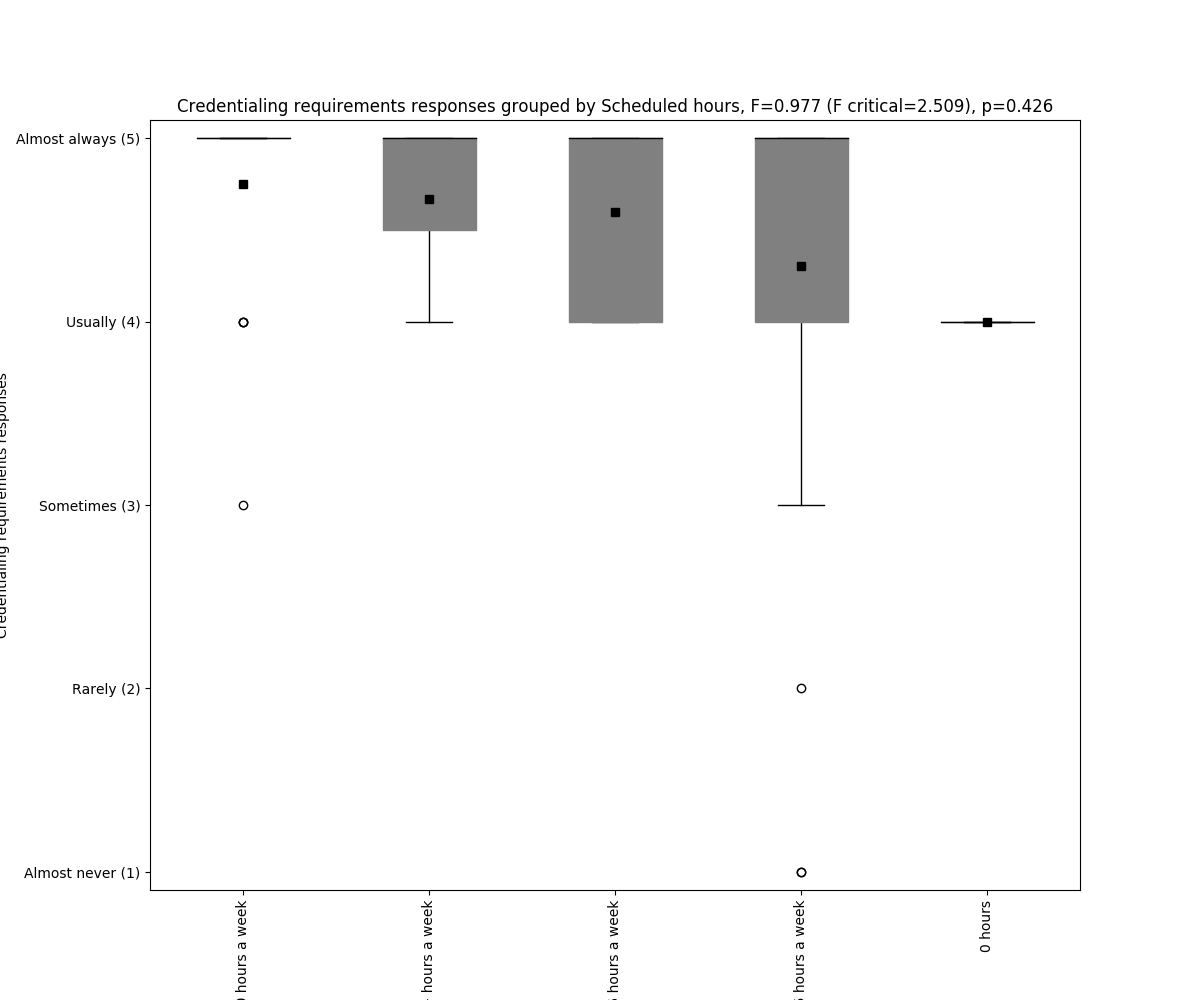 Credentialing requirements responses grouped by Scheduled hours, F=0.977 (F critical=2.509), p=0.426
Almost always (5)
Usually (4)
Sometimes (3)
Rarely (2)
Almost never (1)
Credentialing requirements responses
hours a week
hours a week
hours a week
hours a week
0 hours